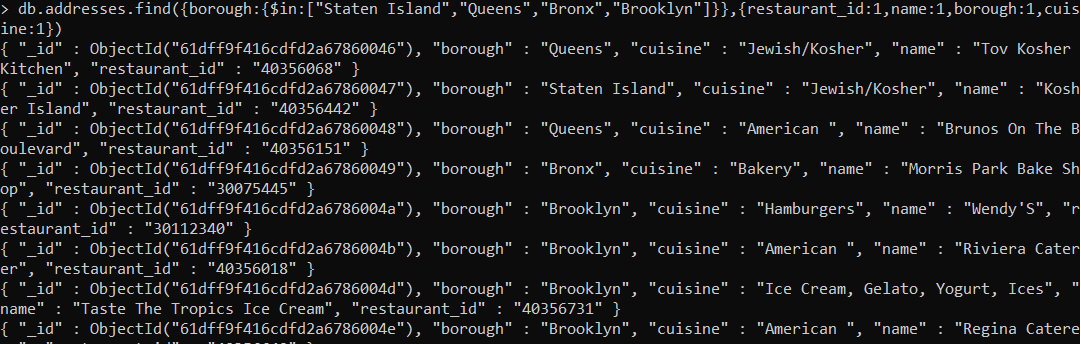 > db.addresses.find({borough:{$in:["Staten Island","Queens","Bronx","Brooklyn"]}},{restaurant_id:1,name:1,borough:1,cuis
ine:1})
{ "_id" : ObjectId("61dff9f416cdfd2a67860046"), "borough" : "Queens", "cuisine" : "Jewish/Kosher", "name" : "Tov Kosher
Kitchen", "restaurant_id" : "40356068" }
{ "_id" : ObjectId("61dff9f416cdfd2a67860047"), "borough" : "Staten Island", "cuisine" : "Jewish/Kosher", "name" : "Kosh
er Island", "restaurant_id" : "40356442" }
{ "_id" : ObjectId("61dff9f416cdfd2a67860048"), "borough" : "Queens", "cuisine" : "American ", "name" : "Brunos On The B
oulevard", "restaurant_id" : "40356151" }
{ "_id" : ObjectId("61dff9f416cdfd2a67860049"), "borough" : "Bronx", "cuisine" : "Bakery", "name" : "Morris Park Bake Sh
op", "restaurant_id" : "30075445" }
{ "_id" : ObjectId("61dff9f416cdfd2a6786004a"), "borough" : "Brooklyn", "cuisine" : "Hamburgers", "name" : "Wendy'S", "r
estaurant_id" : "30112340" }
{ "_id" : ObjectId("61dff9f416cdfd2a6786004b"), "borough" : "Brooklyn", "cuisine" : "American ", "name" : "Riviera Cater
er", "restaurant_id" : "40356018" }
{ "_id" : ObjectId("61dff9f416cdfd2a6786004d"), "borough" : "Brooklyn", "cuisine" : "Ice Cream, Gelato, Yogurt, Ices", "
name" : "Taste The Tropics Ice Cream", "restaurant_id" : "40356731" }
{ "_id" : ObjectId("61dff9f416cdfd2a6786004e"), "borough" : "Brooklyn", "cuisine" : "American ", "name" : "Regina Catere